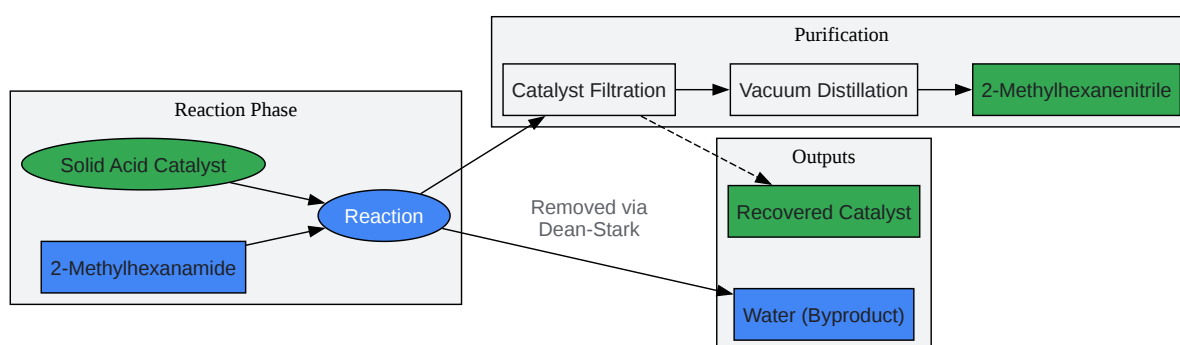 Purification
Catalyst Filtration
Vacuum Distillation
2-Methylhexanenitrile
Reaction Phase
Solid Acid Catalyst
Reaction
2-Methylhexanamide
Removed via
Dean-Stark
Outputs
Recovered Catalyst
Water (Byproduct)